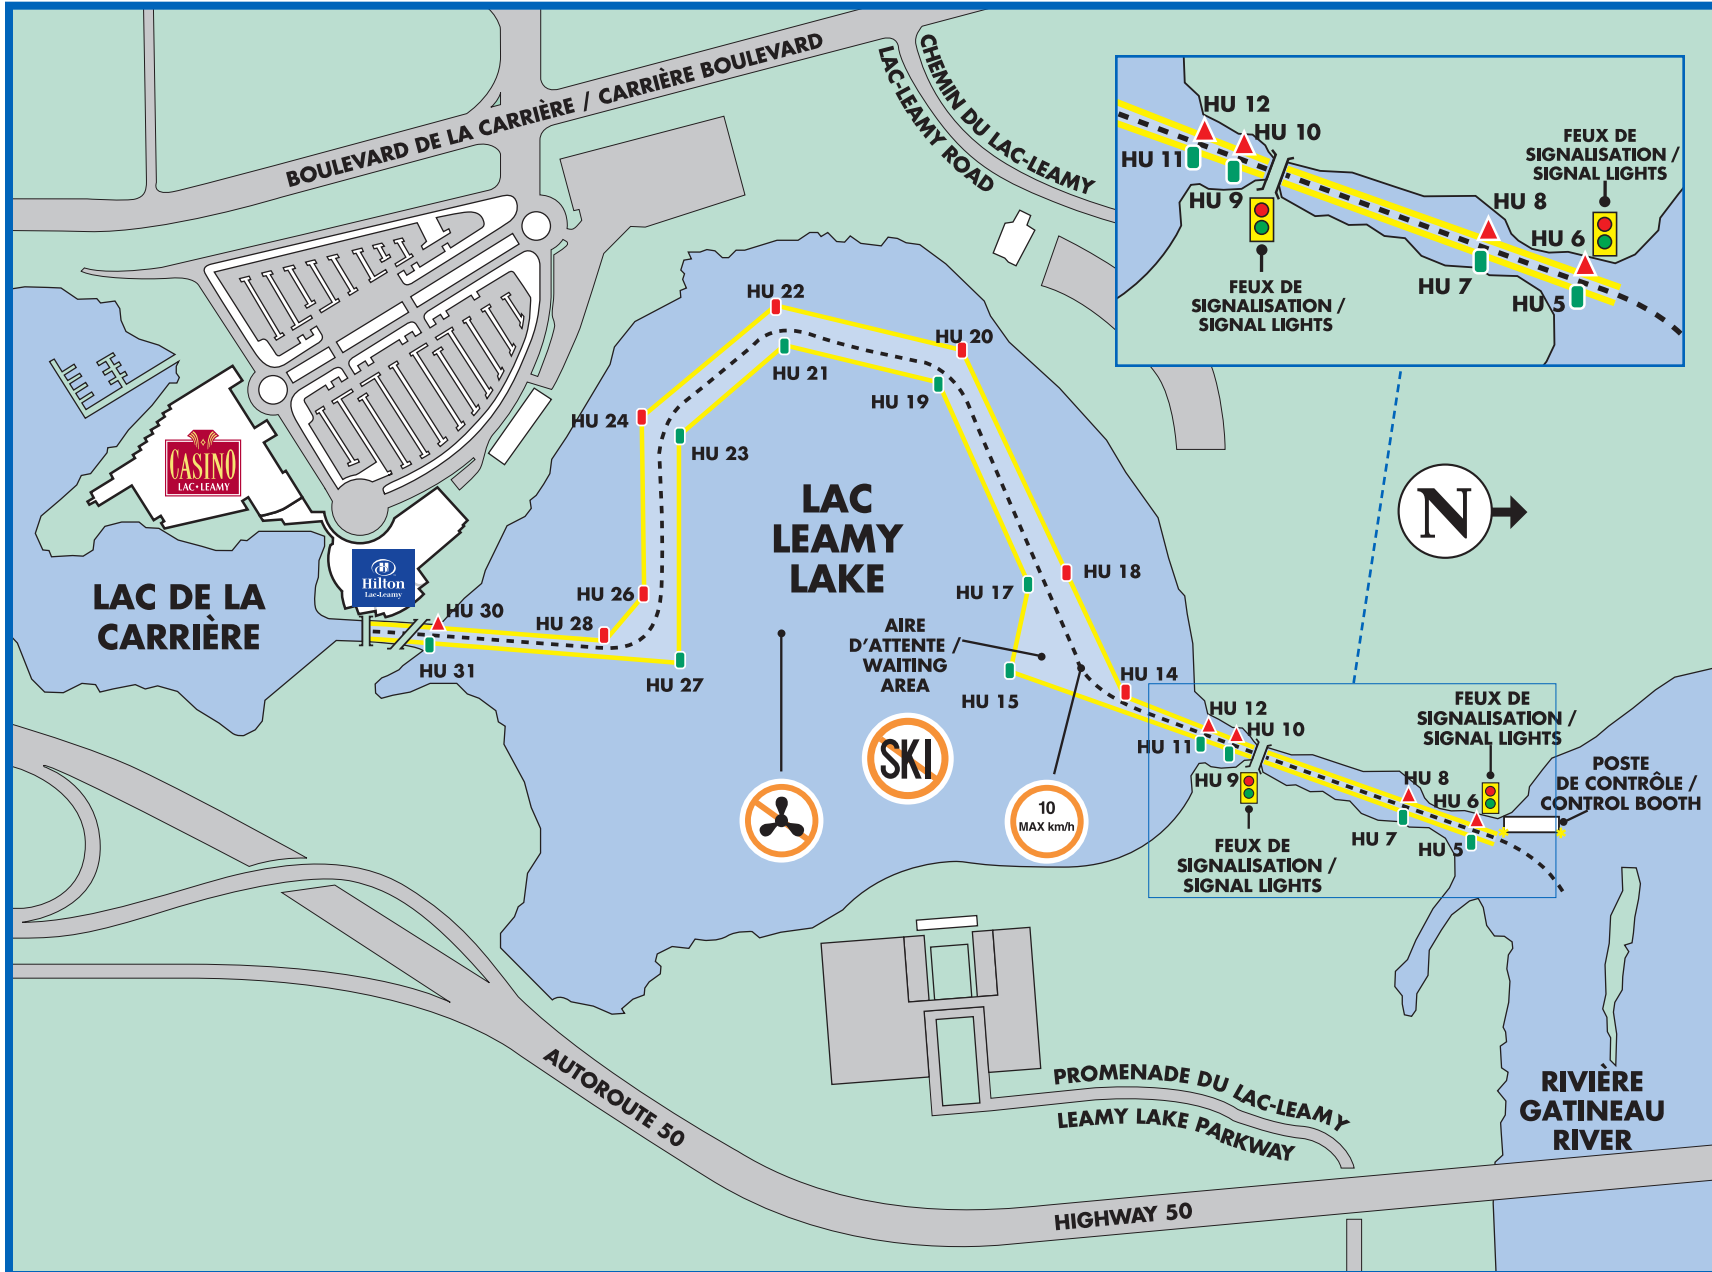 BOULEVARD DE LA CARRIÈRE / CARRIÈRE BOULEVARD
CHEMIN DU LAC-LEAMY
LAC-LEAMY ROAD
HU 12
HU 10
HU 11
HU 9
FEUX DE
SIGNALISATION /
SIGNAL LIGHTS
HU 8
HU 6
HU 7
HU 5
FEUX DE
SIGNALISATION /
SIGNAL LIGHTS
HU 22
HU 20
HU 21
HU 19
HU 24
HU 23
CASINO
LAC•LEAMY
LAC
LEAMY
LAKE
N
Hilton
Lac-Leamy
LAC DE LA
CARRIÈRE
HU 30
HU 31
HU 28
HU 26
HU 27
HU 17
HU 18
AIRE
D'ATTENTE /
WAITING
AREA
HU 15
HU 14
HU 12
HU 10
HU 11
HU 9
FEUX DE
SIGNALISATION /
SIGNAL LIGHTS
HU 8
HU 6
HU 7
HU 5
POSTE
DE CONTRÔLE /
CONTROL BOOTH
SKI
10
MAX km/h
FEUX DE
SIGNALISATION /
SIGNAL LIGHTS
AUTOROUTE 50
PROMENADE DU LAC-LEAMY
LEAMY LAKE PARKWAY
RIVIÈRE
GATINEAU
RIVER
HIGHWAY 50